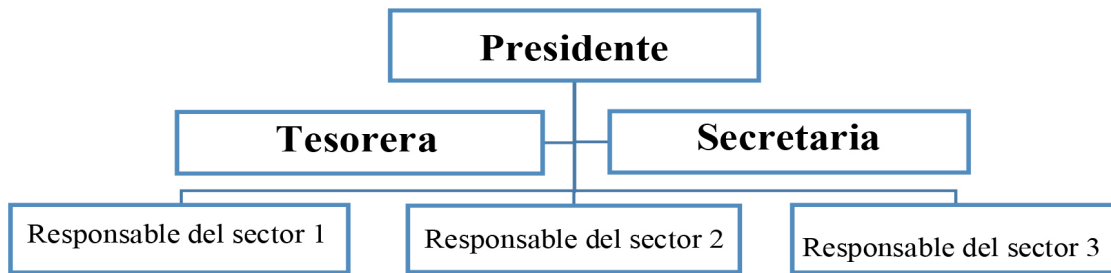 Presidente
Tesorera
Secretaria
Responsable del sector 1
Responsable del sector 2
Responsable del sector 3